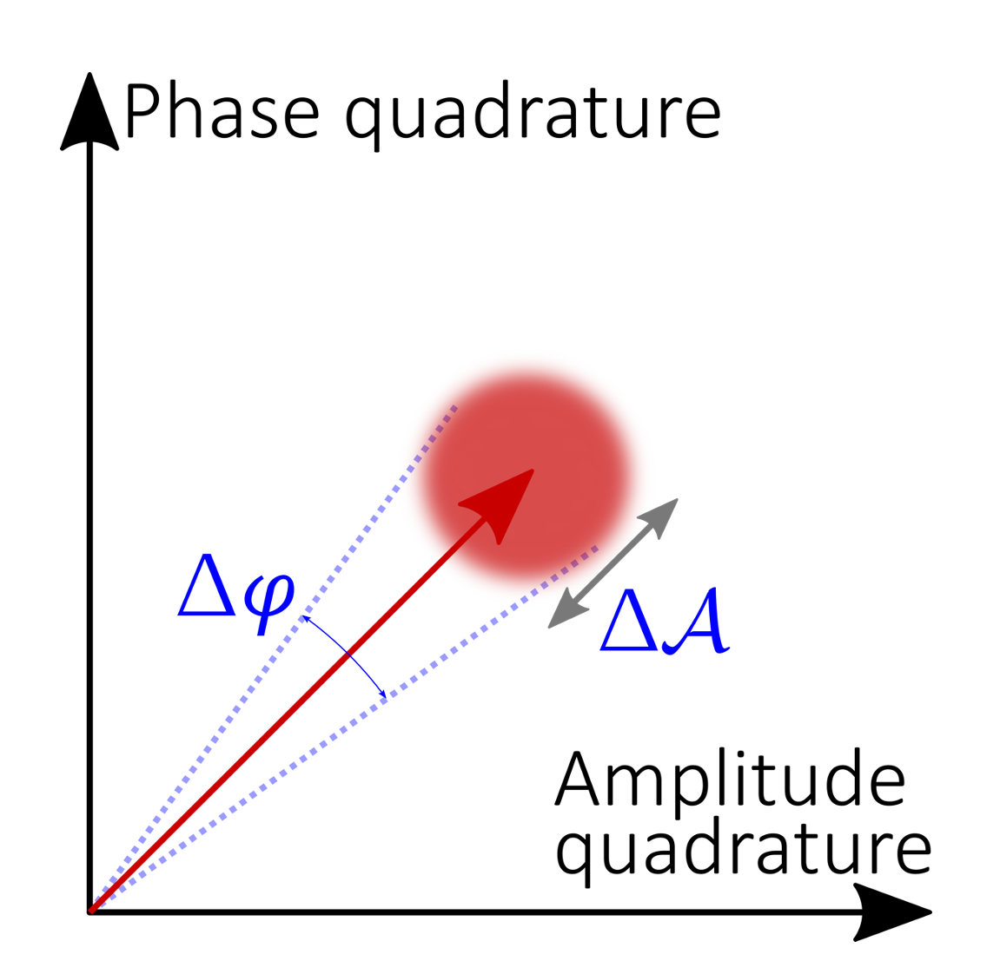 Phase quadrature
Δφ
Δ𝒜
Amplitude
quadrature